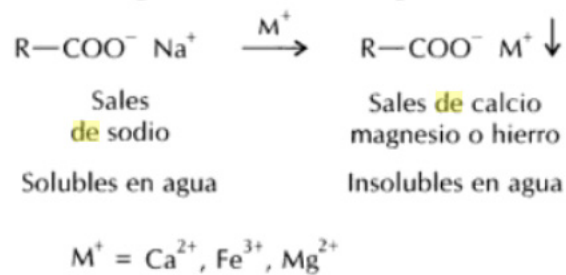 R—COO⁻ Na⁺ M⁺ ⟶ R—COO⁻ M⁺ ↓
Sales
de sodio
Sales de calcio
magnesio o hierro
Solubles en agua
Insolubles en agua
M⁺ = Ca²⁺, Fe³⁺, Mg²⁺